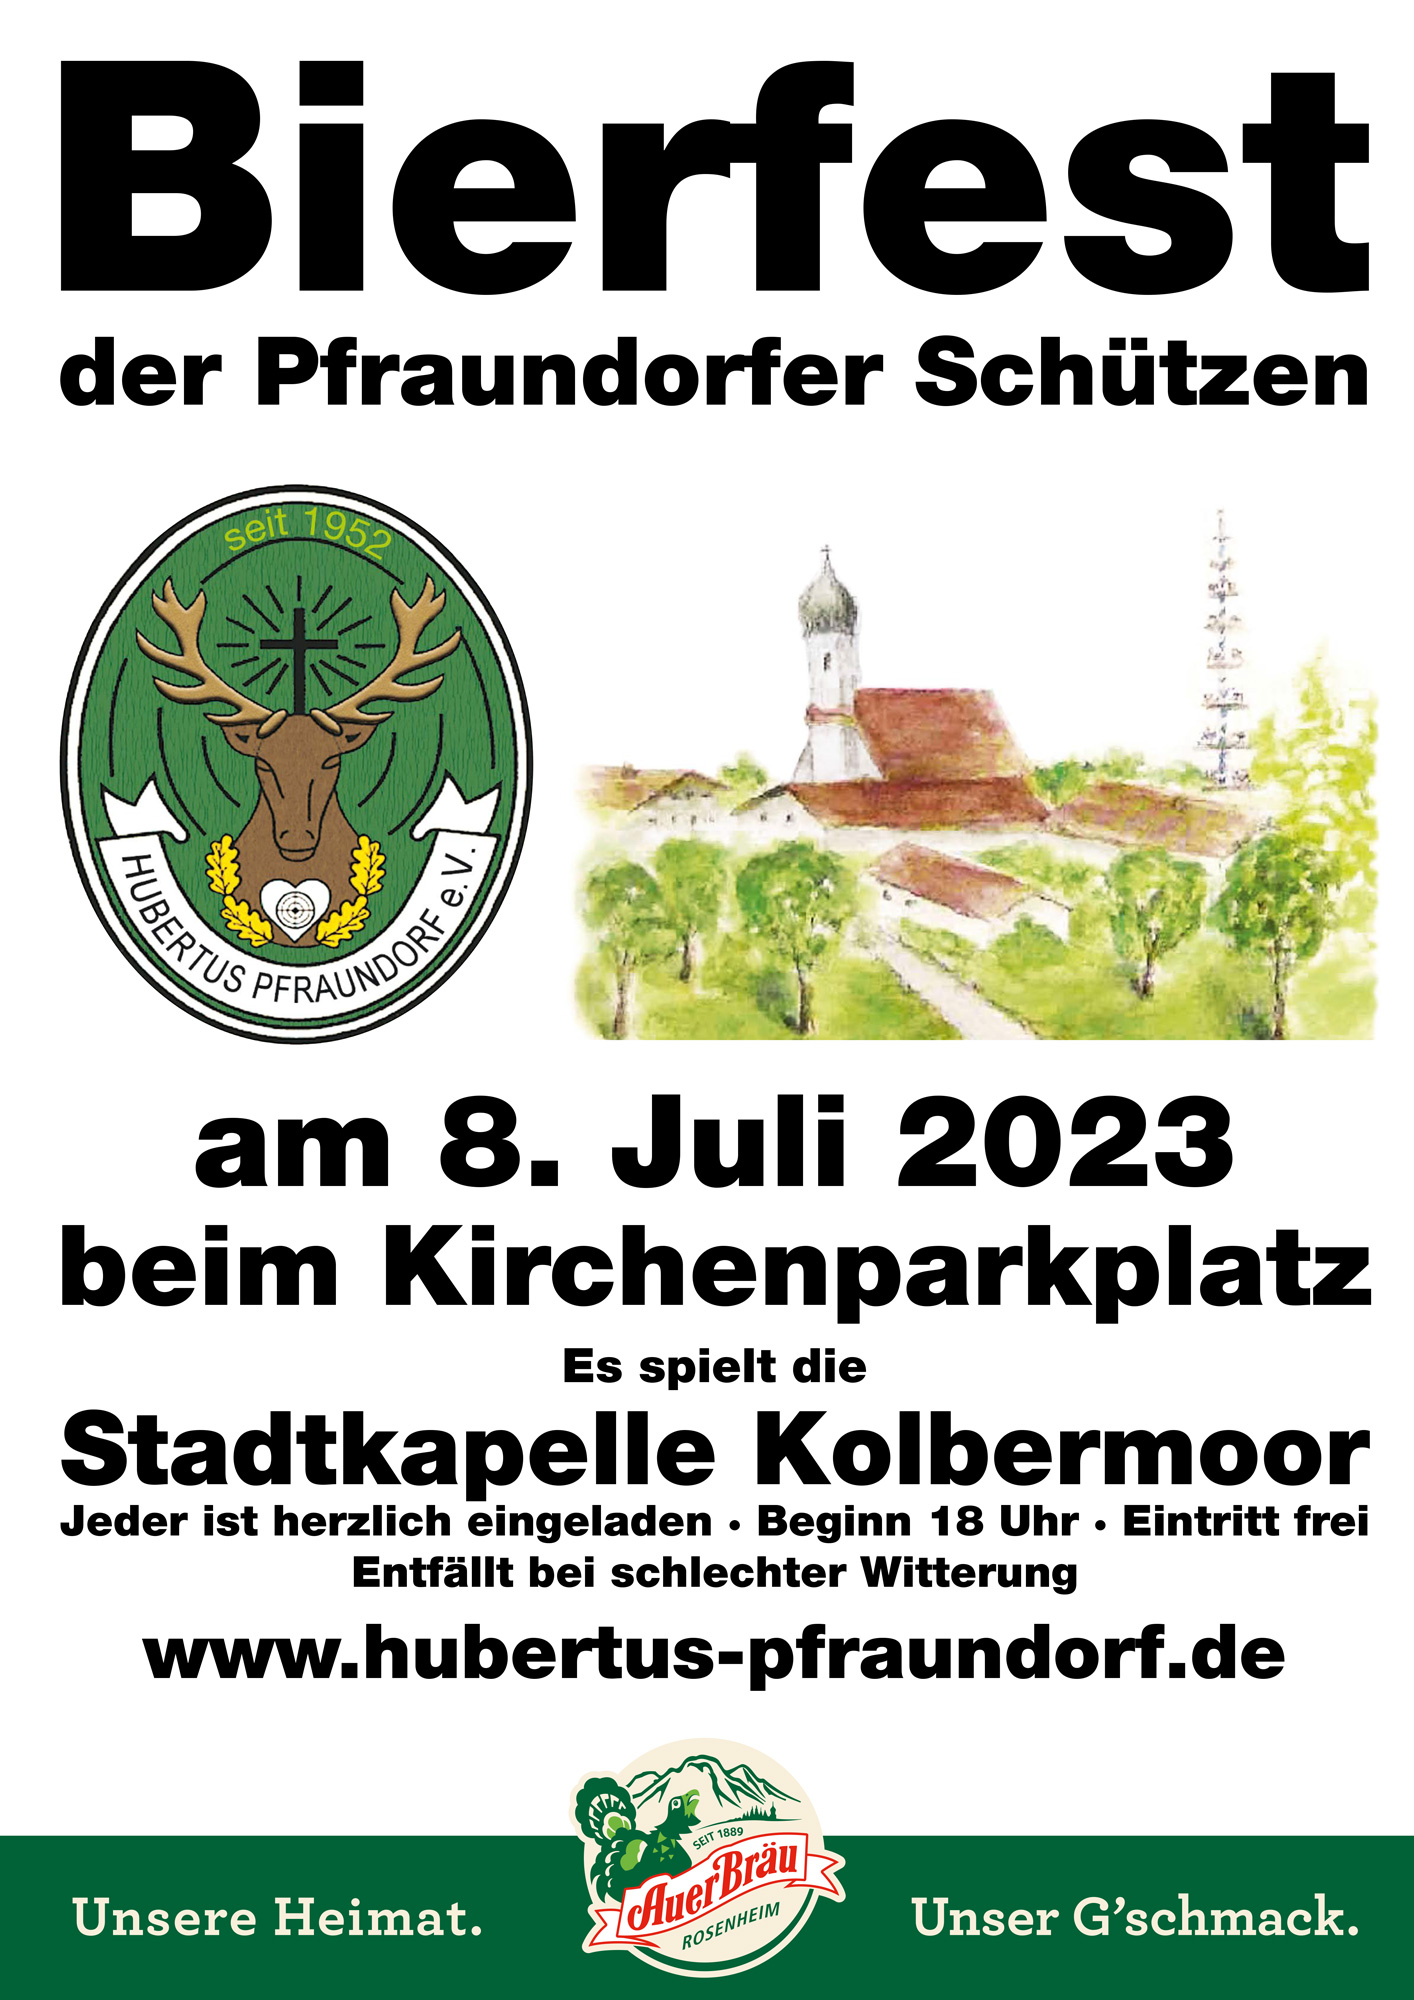 Bierfest
der Pfraundorfer Schützen
seit 1952
HUBERTUS PFRAUNDORF e.V.
am 8. Juli 2023
beim Kirchenparkplatz
Es spielt die
Stadtkapelle Kolbermoor
Jeder ist herzlich eingeladen • Beginn 18 Uhr • Eintritt frei
Entfällt bei schlechter Witterung
www.hubertus-pfraundorf.de
SEIT 1889
AuerBräu
ROSENHEIM
Unsere Heimat.
Unser G’schmack.